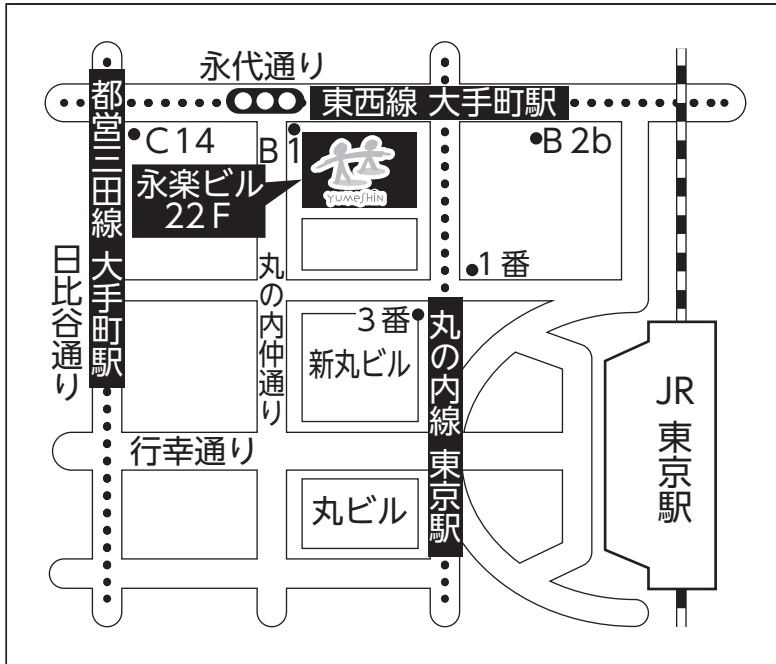 永代通り
東西線 大手町駅
都営三田線 大手町駅
C14
B1
B2b
永楽ビル
22F
YUMESHIN
日比谷通り
丸の内仲通り
1番
3番
新丸ビル
丸の内線 東京駅
JR
東京駅
行幸通り
丸ビル